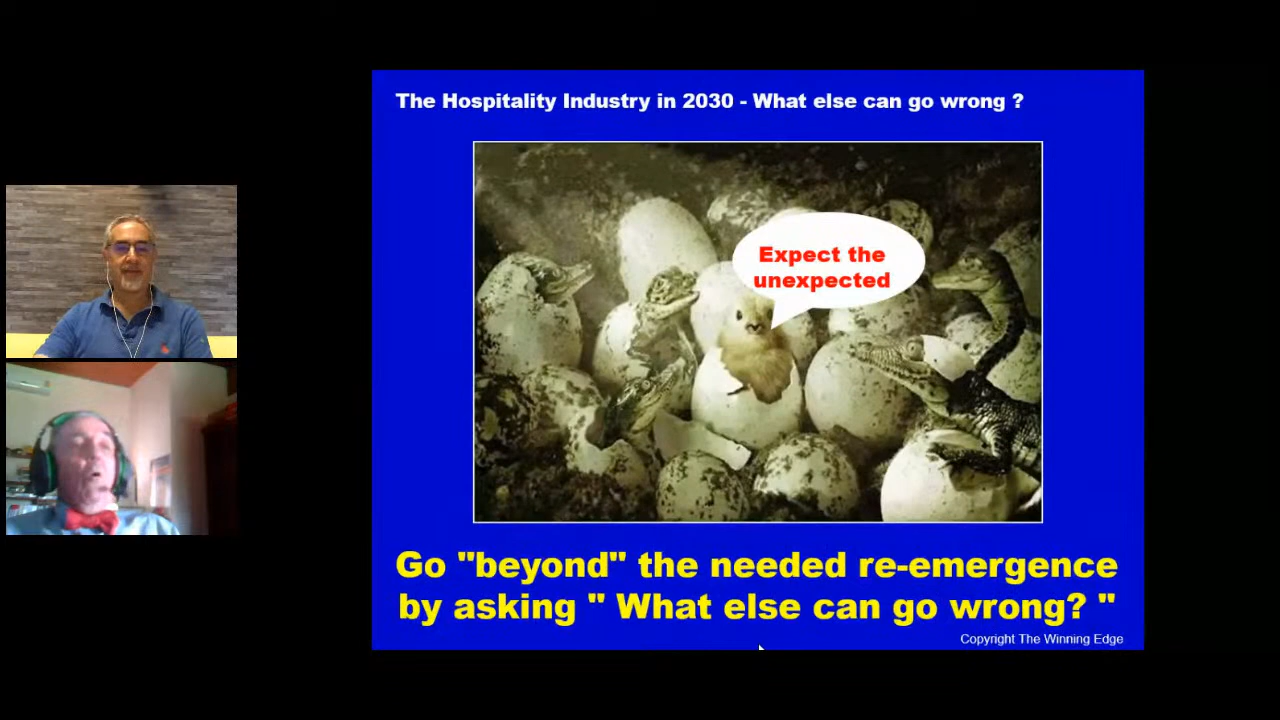 The Hospitality Industry in 2030 - What else can go wrong ?
Expect the
unexpected
Go "beyond" the needed re-emergence
by asking " What else can go wrong? "
Copyright The Winning Edge